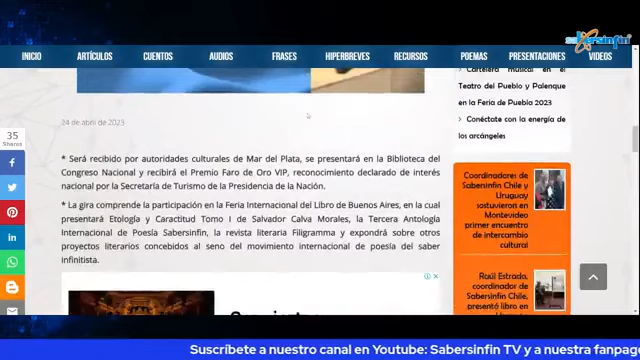 sabersinfin
INICIO ARTÍCULOS CUENTOS AUDIOS FRASES HIPERBREVES RECURSOS POEMAS PRESENTACIONES VIDEOS
24 de abril de 2023
* Será recibido por autoridades culturales de Mar del Plata, se presentará en la Biblioteca del
Congreso Nacional y recibirá el Premio Faro de Oro VIP, reconocimiento declarado de interés
nacional por la Secretaría de Turismo de la Presidencia de la Nación.
* La gira comprende la participación en la Feria Internacional del Libro de Buenos Aires, en la
cual presentará Etología y Caractitud Tomo I de Salvador Calva Morales, la Tercera Antología
Internacional de Poesía Sabersinfin, la revista literaria Filigramma y expondrá sobre otros
proyectos literarios concebidos al seno del movimiento internacional de poesía del saber
infinitista.
35
Shares
Cartelera musical en el
Teatro del Pueblo y Palenque
en la Feria de Puebla 2023
Conéctate con la energía de
los arcángeles
Coordinadores de
Sabersinfin Chile y
Uruguay
sostuvieron en
Montevideo
primer encuentro
de intercambio
cultural
Raúl Estrada,
coordinador de
Sabersinfin Chile,
presentó libro en
Suscríbete a nuestro canal en Youtube: Sabersinfin TV y a nuestra fanpage